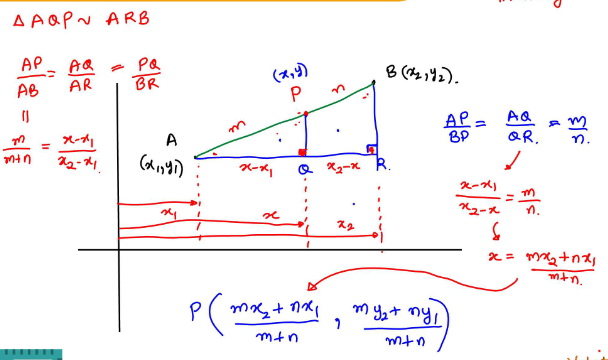 Δ AQP ~ ARB
AP/AB = AQ/AR = PQ/BR
||
m/(m+n) = (x-x₁)/(x₂-x₁).
A
(x₁,y₁)
m
(x,y)
P
n
B(x₂,y₂).
x-x₁
Q
x₂-x
R.
x₁
x
x₂
AP/BP = AQ/QR. = m/n.
(x-x₁)/(x₂-x) = m/n.
x = (mx₂+nx₁)/(m+n.)
P((mx₂+nx₁)/(m+n), (my₂+ny₁)/(m+n))